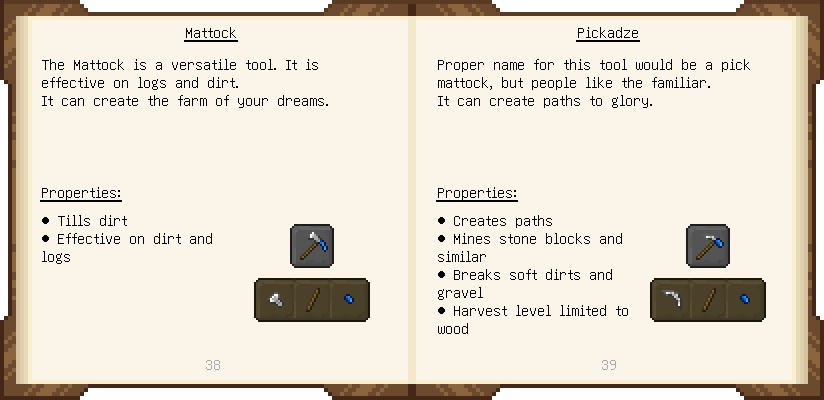 Mattock
The Mattock is a versatile tool. It is
effective on logs and dirt.
It can create the farm of your dreams.
Properties:
● Tills dirt
● Effective on dirt and
logs
38
Pickadze
Proper name for this tool would be a pick
mattock, but people like the familiar.
It can create paths to glory.
Properties:
● Creates paths
● Mines stone blocks and
similar
● Breaks soft dirts and
gravel
● Harvest level limited to
wood
39